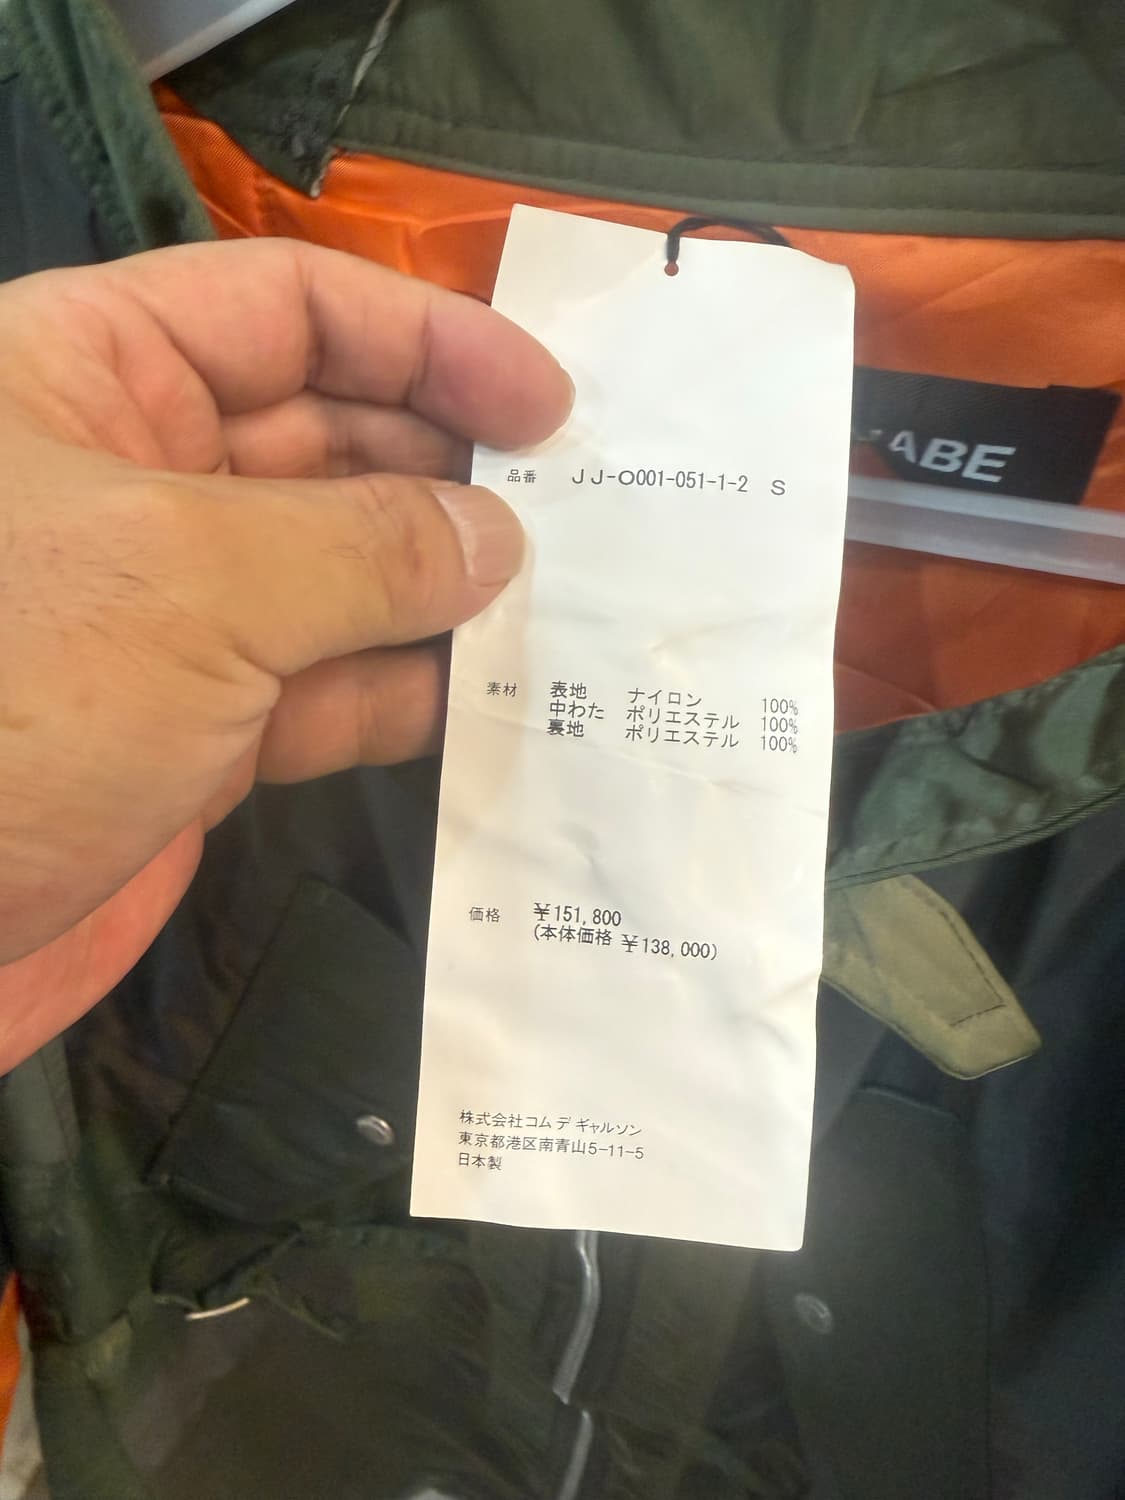 品番 JJ-O001-051-1-2 S
素材 表地 ナイロン 100%
中わた ポリエステル 100%
裏地 ポリエステル 100%
価格 ¥151,800
(本体価格 ¥138,000)
株式会社コム デ ギャルソン
東京都港区南青山5-11-5
日本製